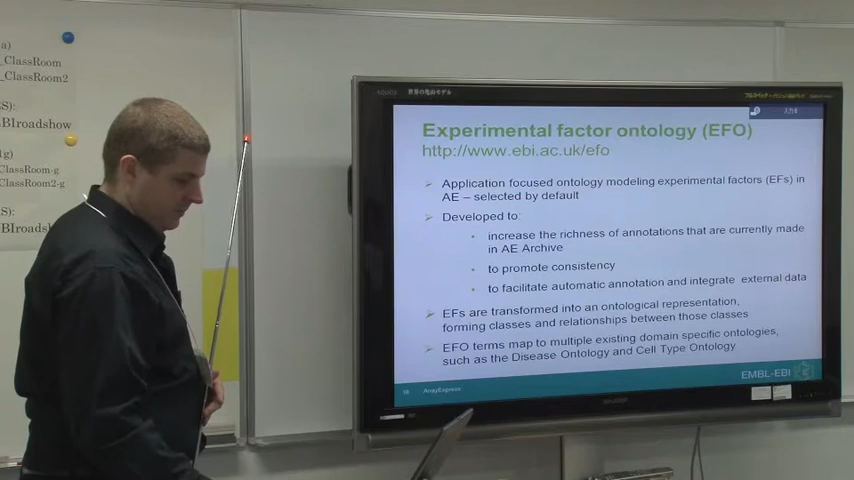 a)
_ClassRoom
_ClassRoom2
S):
BIroadshow
1g)
ClassRoom-g
ClassRoom2-g
S):
BIroadsho
Experimental factor ontology (EFO)
http://www.ebi.ac.uk/efo
Application focused ontology modeling experimental factors (EFs) in
AE – selected by default
Developed to:
increase the richness of annotations that are currently made
in AE Archive
to promote consistency
to facilitate automatic annotation and integrate external data
EFs are transformed into an ontological representation,
forming classes and relationships between those classes
EFO terms map to multiple existing domain specific ontologies,
such as the Disease Ontology and Cell Type Ontology
EMBL-EBI
ArrayExpress